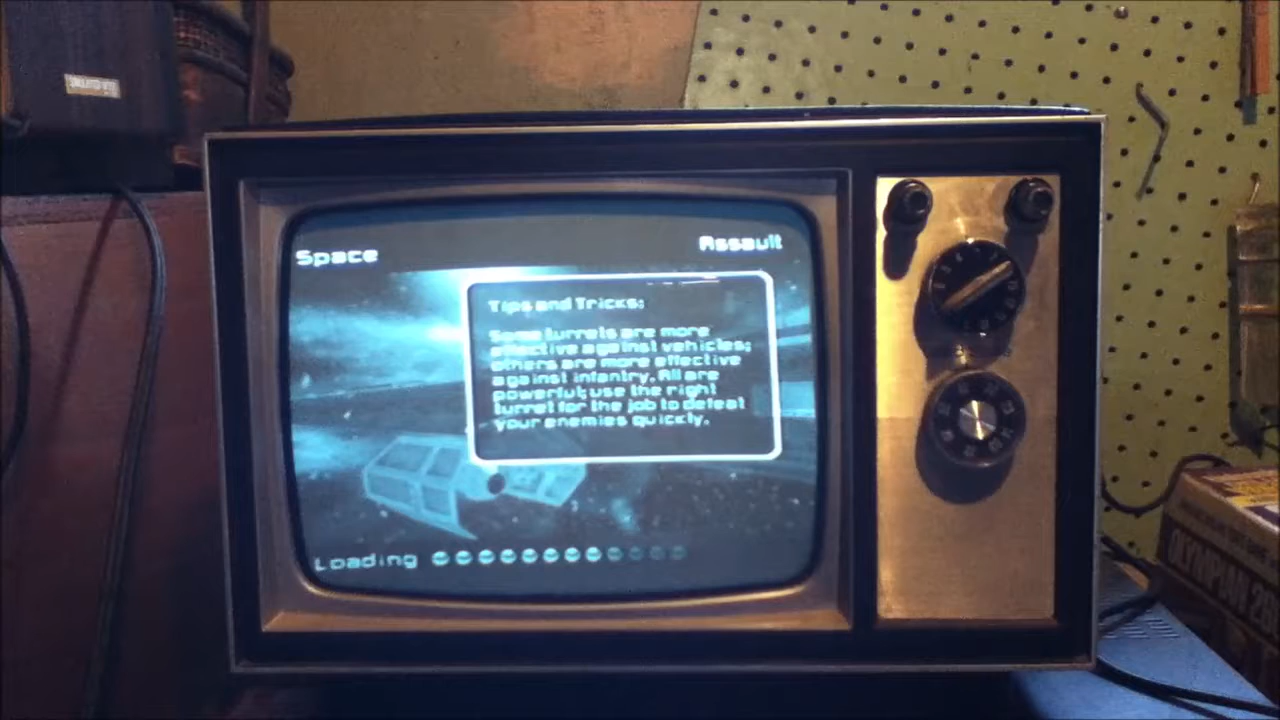 Space
Assault
Tips and Tricks:
Some turrets are more
effective against vehicles;
others are more effective
against infantry. All are
powerful; use the right
turret for the job to defeat
your enemies quickly.
Loading
OLYMPIAN